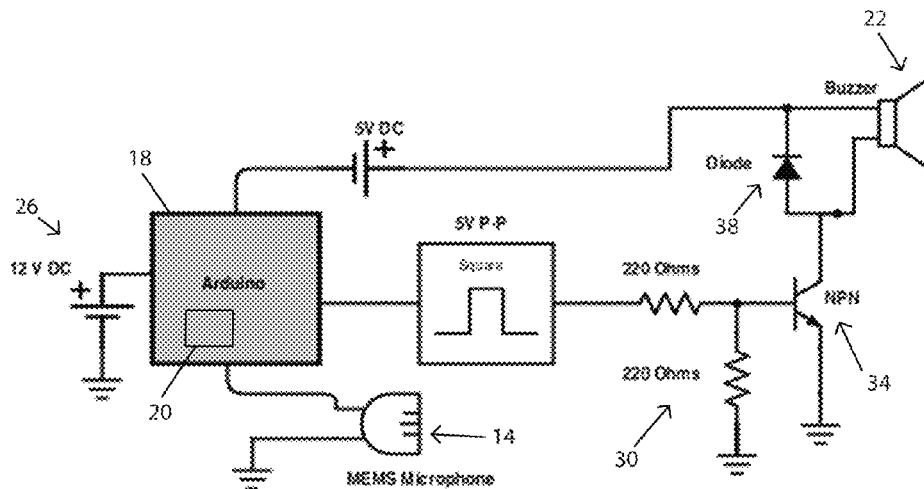 22
Buzzer
5V DC
+
18
Diode
38
26
5V P-P
12 V DC
+
Arduino
Square
220 Ohms
NPN
20
220 Ohms
34
14
30
MEMS Microphone